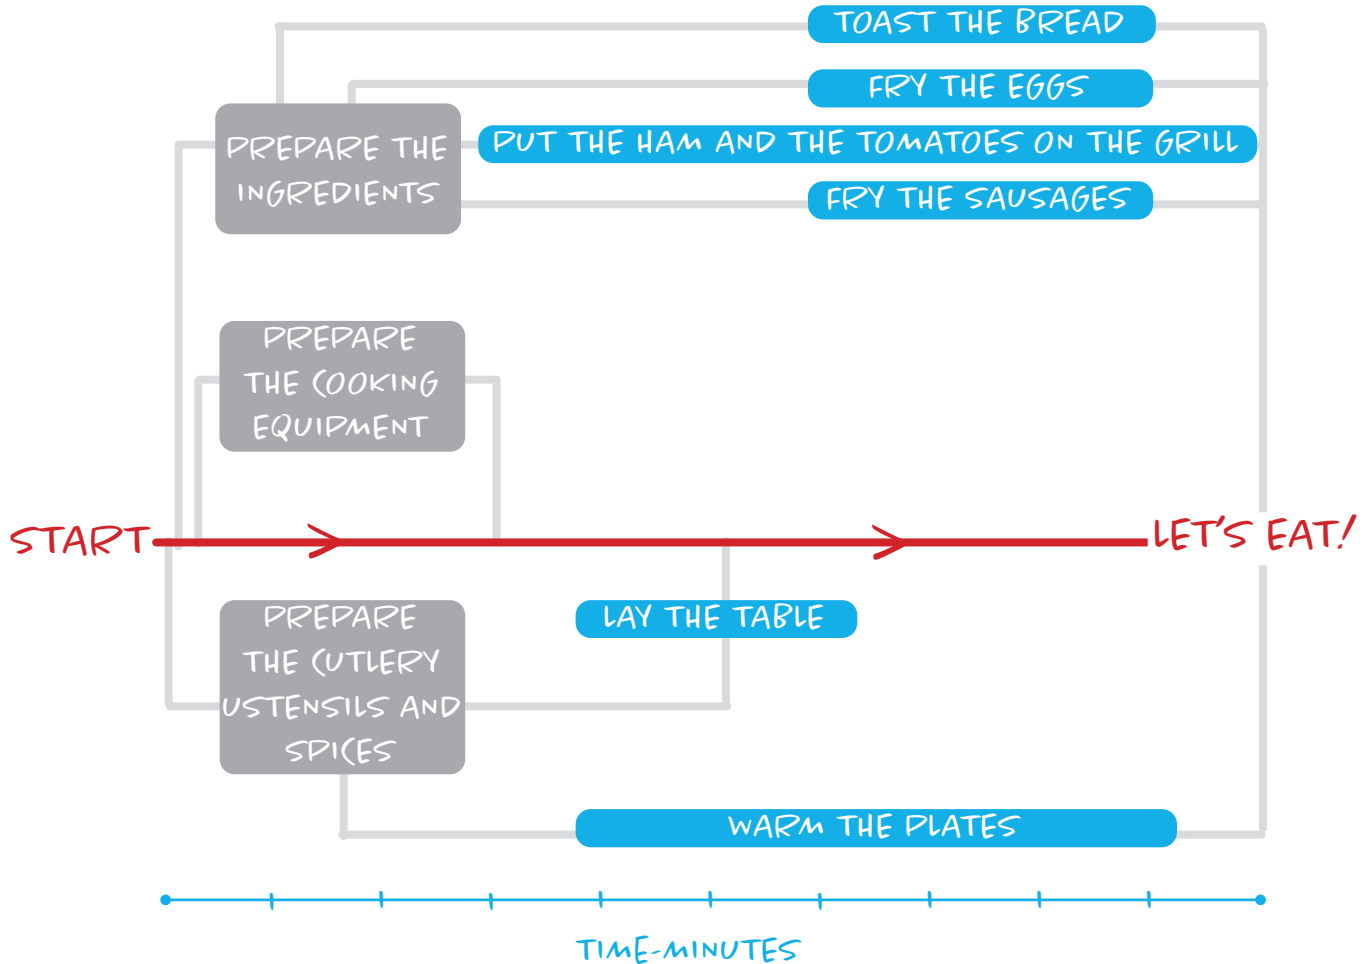 TOAST THE BREAD
FRY THE EGGS
PUT THE HAM AND THE TOMATOES ON THE GRILL
FRY THE SAUSAGES
PREPARE THE
INGREDIENTS
PREPARE
THE COOKING
EQUIPMENT
START
LET'S EAT!
PREPARE
THE CUTLERY
USTENSILS AND
SPICES
LAY THE TABLE
WARM THE PLATES
TIME-MINUTES